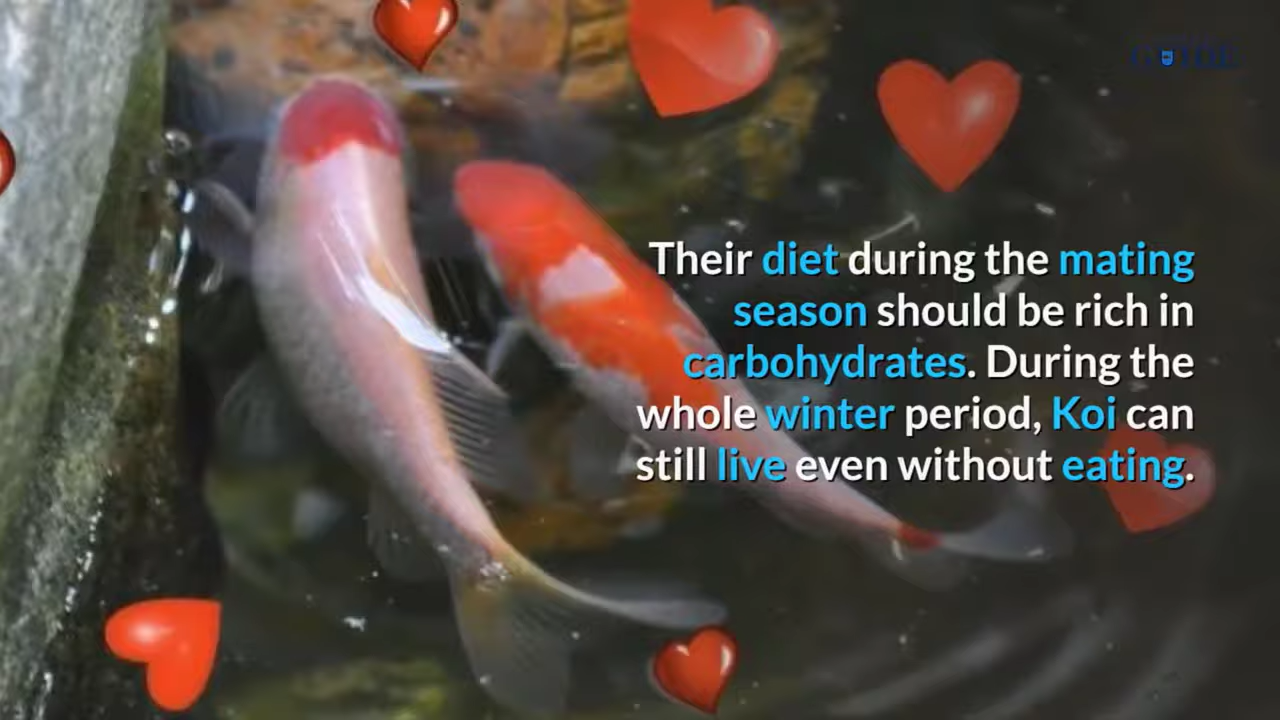 Their diet during the mating
season should be rich in
carbohydrates. During the
whole winter period, Koi can
still live even without eating.